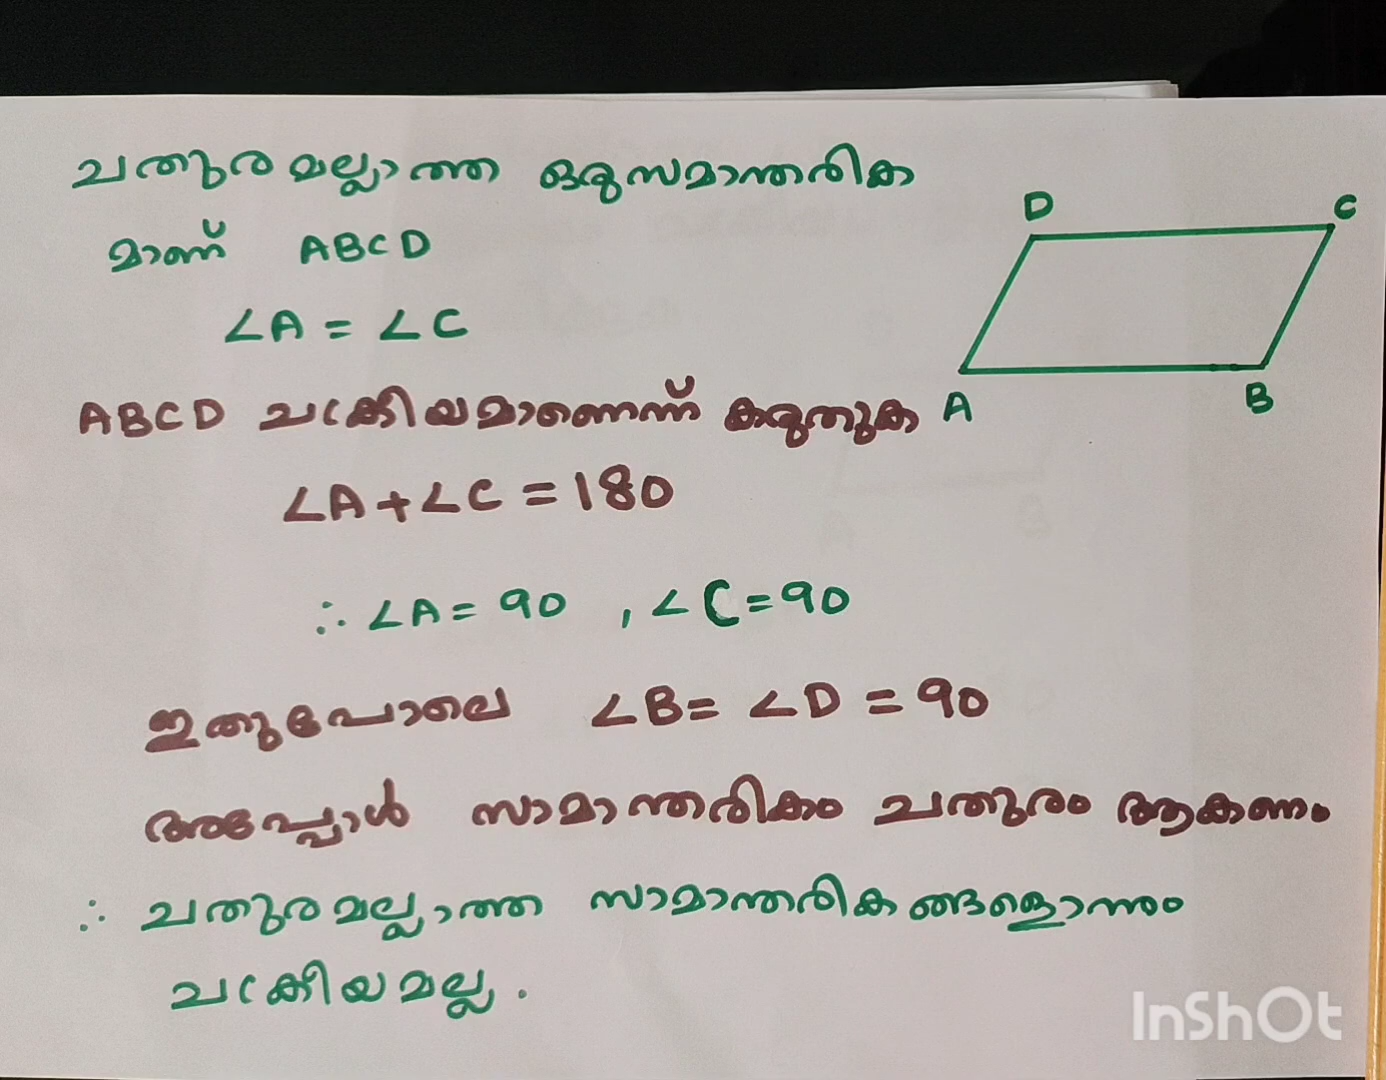 ചതുരമല്ലാത്ത ഒരു സമാന്തരിക
മാണ് ABCD
∠A = ∠C
D C
A B
ABCD ചക്രീയമാണെന്ന് കരുതുക
∠A+∠C = 180
∴ ∠A = 90 , ∠C = 90
ഇതുപോലെ ∠B = ∠D = 90
അപ്പോൾ സാമാന്തരികം ചതുരം ആകണം
∴ ചതുരമല്ലാത്ത സാമാന്തരികങ്ങളൊന്നും
ചക്രീയമല്ല.
InShOt